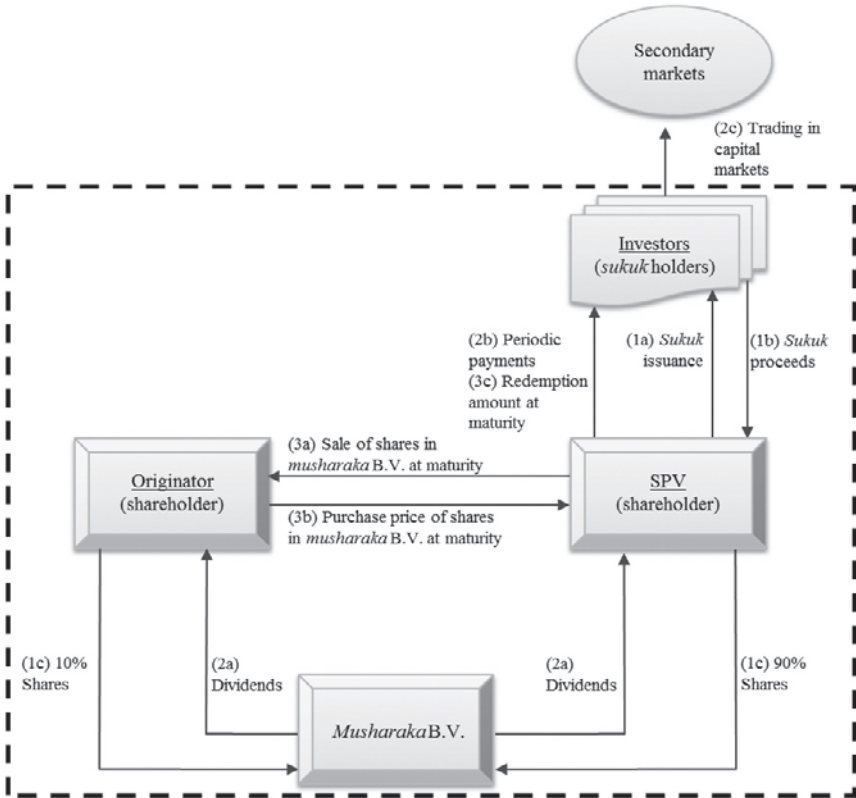 Secondary
markets
(2c) Trading in
capital
markets
Investors
(sukuk holders)
(2b) Periodic
payments
(3c) Redemption
amount at
maturity
(1a) Sukuk
issuance
(1b) Sukuk
proceeds
(3a) Sale of shares in
musharaka B.V. at maturity
Originator
(shareholder)
SPV
(shareholder)
(3b) Purchase price of shares
in musharaka B.V. at maturity
(1c) 10%
Shares
(2a)
Dividends
(2a)
Dividends
(1c) 90%
Shares
Musharaka B.V.